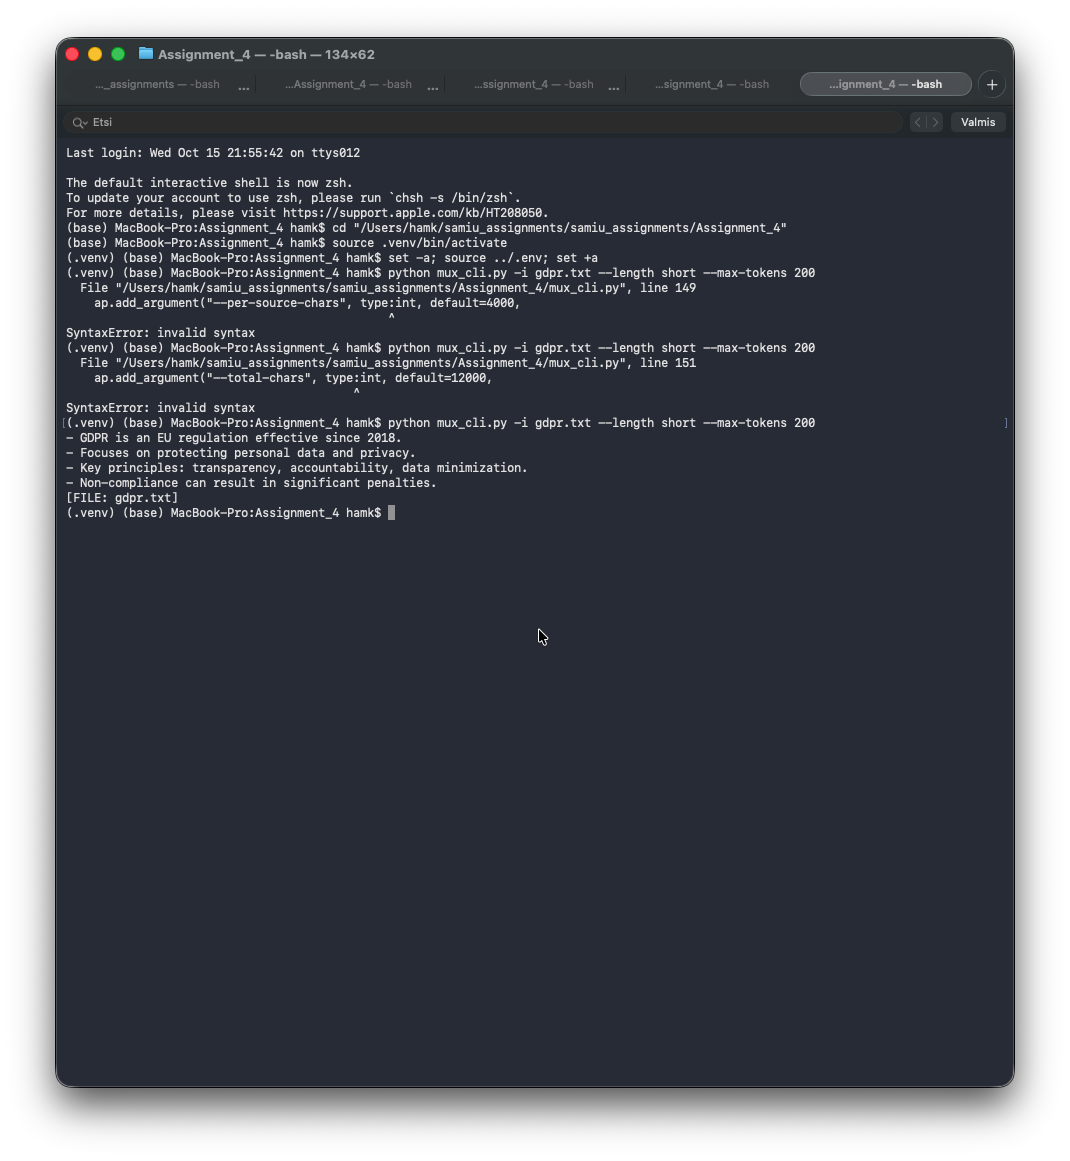 Assignment_4 — -bash — 134×62
..._assignments — -bash ...
...Assignment_4 — -bash ...
...ssignment_4 — -bash ...
...signment_4 — -bash
...ignment_4 — -bash
+
Etsi
Valmis
Last login: Wed Oct 15 21:55:42 on ttys012
The default interactive shell is now zsh.
To update your account to use zsh, please run `chsh -s /bin/zsh`.
For more details, please visit https://support.apple.com/kb/HT208050.
(base) MacBook-Pro:Assignment_4 hamk$ cd "/Users/hamk/samiu_assignments/samiu_assignments/Assignment_4"
(base) MacBook-Pro:Assignment_4 hamk$ source .venv/bin/activate
(.venv) (base) MacBook-Pro:Assignment_4 hamk$ set -a; source ../.env; set +a
(.venv) (base) MacBook-Pro:Assignment_4 hamk$ python mux_cli.py -i gdpr.txt --length short --max-tokens 200
  File "/Users/hamk/samiu_assignments/samiu_assignments/Assignment_4/mux_cli.py", line 149
    ap.add_argument("--per-source-chars", type:int, default=4000,
                                              ^
SyntaxError: invalid syntax
(.venv) (base) MacBook-Pro:Assignment_4 hamk$ python mux_cli.py -i gdpr.txt --length short --max-tokens 200
  File "/Users/hamk/samiu_assignments/samiu_assignments/Assignment_4/mux_cli.py", line 151
    ap.add_argument("--total-chars", type:int, default=12000,
                                         ^
SyntaxError: invalid syntax
[(.venv) (base) MacBook-Pro:Assignment_4 hamk$ python mux_cli.py -i gdpr.txt --length short --max-tokens 200 ]
- GDPR is an EU regulation effective since 2018.
- Focuses on protecting personal data and privacy.
- Key principles: transparency, accountability, data minimization.
- Non-compliance can result in significant penalties.
[FILE: gdpr.txt]
(.venv) (base) MacBook-Pro:Assignment_4 hamk$